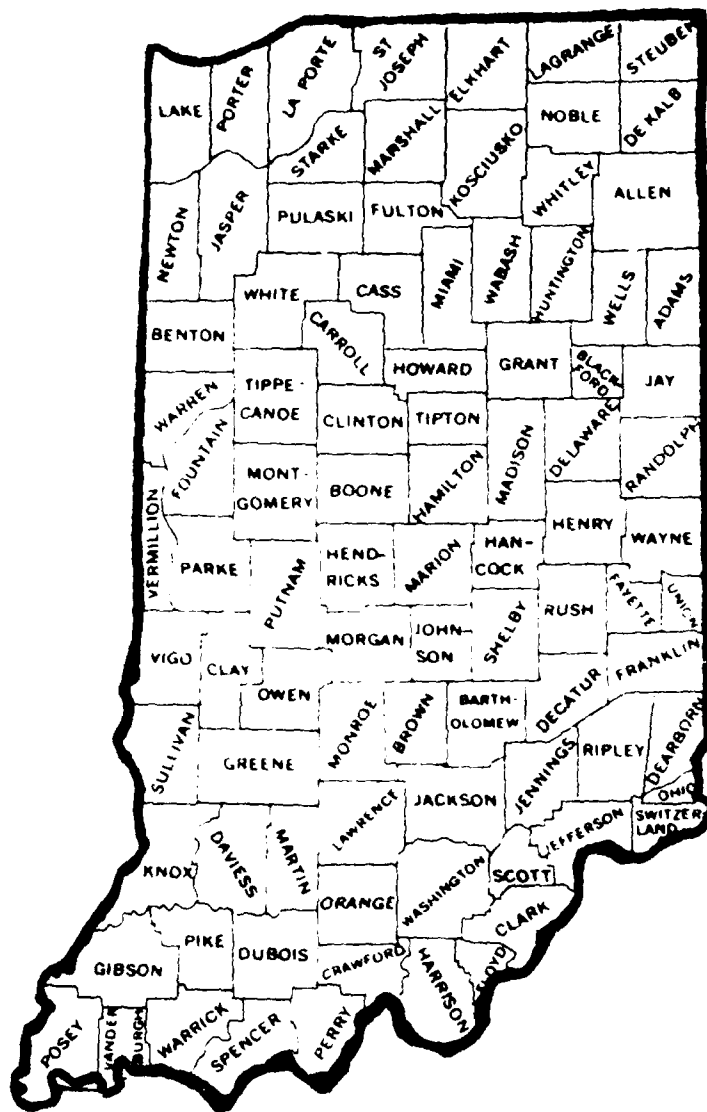 LAKE
PORTER
LA PORTE
ST
JOSEPH
ELKHART
LAGRANGE
STEUBEN
NOBLE
DE KALB
STARKE
MARSHALL
KOSCIUSKO
WHITLEY
ALLEN
NEWTON
JASPER
PULASKI
FULTON
MIAMI
WABASH
HUNTINGTON
WELLS
ADAMS
WHITE
CASS
BENTON
CARROLL
HOWARD
GRANT
BLACK-
FORD
JAY
WARREN
TIPPE-
CANOE
CLINTON
TIPTON
MADISON
DELAWARE
RANDOLPH
FOUNTAIN
MONT-
GOMERY
BOONE
HAMILTON
VERMILLION
PARKE
PUTNAM
HEND-
RICKS
MARION
HAN-
COCK
HENRY
WAYNE
RUSH
FAYETTE
UNION
VIGO
CLAY
OWEN
MORGAN
JOHN-
SON
SHELBY
DECATUR
FRANKLIN
SULLIVAN
GREENE
MONROE
BROWN
BARTH-
OLOMEW
JENNINGS
RIPLEY
DEARBORN
OHIO
KNOX
DAVIESS
MARTIN
LAWRENCE
JACKSON
JEFFERSON
SWITZER
LAND
ORANGE
WASHINGTON
SCOTT
CLARK
GIBSON
PIKE
DUBOIS
CRAWFORD
HARRISON
FLOYD
POSEY
VANDER
BURGH
WARRICK
SPENCER
PERRY